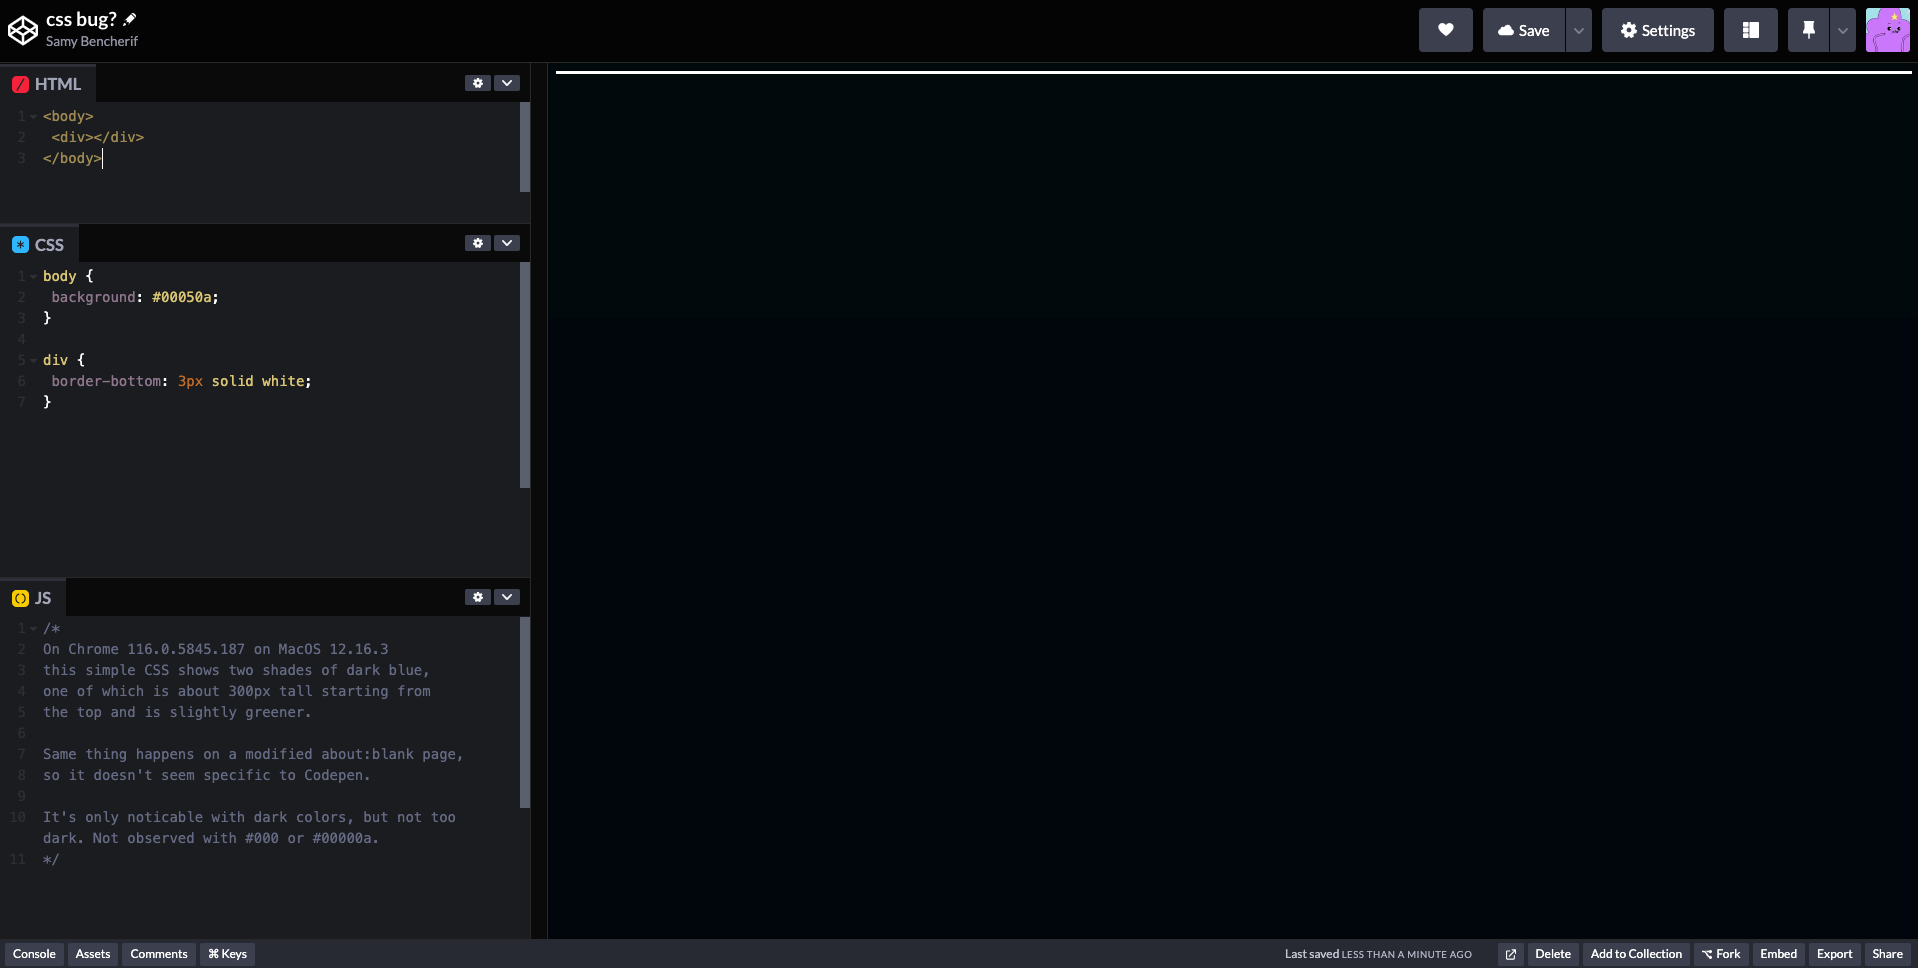 css bug?
Samy Bencherif
Save
Settings
HTML
1 <body>
2 <div></div>
3 </body>
CSS
1 body {
2 background: #00050a;
3 }
4
5 div {
6 border-bottom: 3px solid white;
7 }
JS
1 /*
2 On Chrome 116.0.5845.187 on MacOS 12.16.3
3 this simple CSS shows two shades of dark blue,
4 one of which is about 300px tall starting from
5 the top and is slightly greener.
6
7 Same thing happens on a modified about:blank page,
8 so it doesn't seem specific to Codepen.
9
10 It's only noticable with dark colors, but not too
dark. Not observed with #000 or #00000a.
11 */
Console Assets Comments ⌘ Keys Last saved LESS THAN A MINUTE AGO Delete Add to Collection Fork Embed Export Share